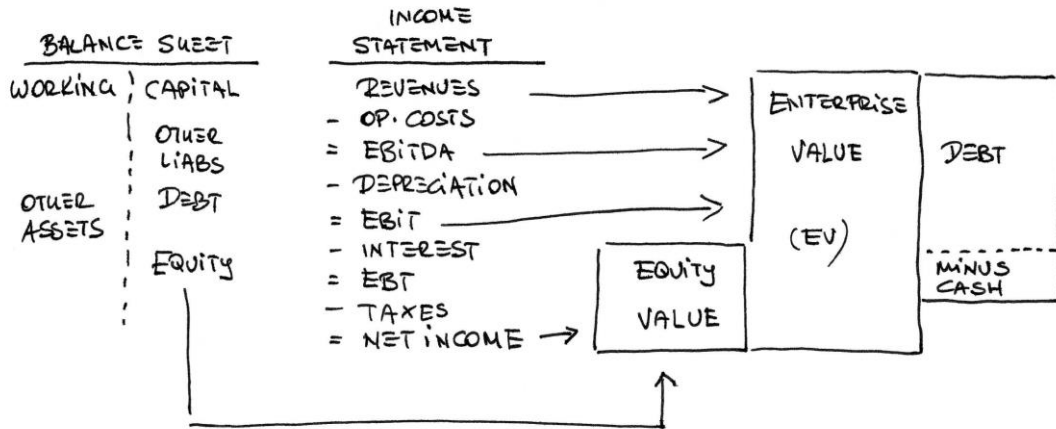 BALANCE SHEET
WORKING CAPITAL
OTHER
LIABS
DEBT
OTHER
ASSETS
EQUITY
INCOME
STATEMENT
REVENUES
- OP. COSTS
= EBITDA
- DEPRECIATION
= EBIT
- INTEREST
= EBT
- TAXES
= NET INCOME
EQUITY
VALUE
ENTERPRISE
VALUE
(EV)
DEBT
MINUS
CASH